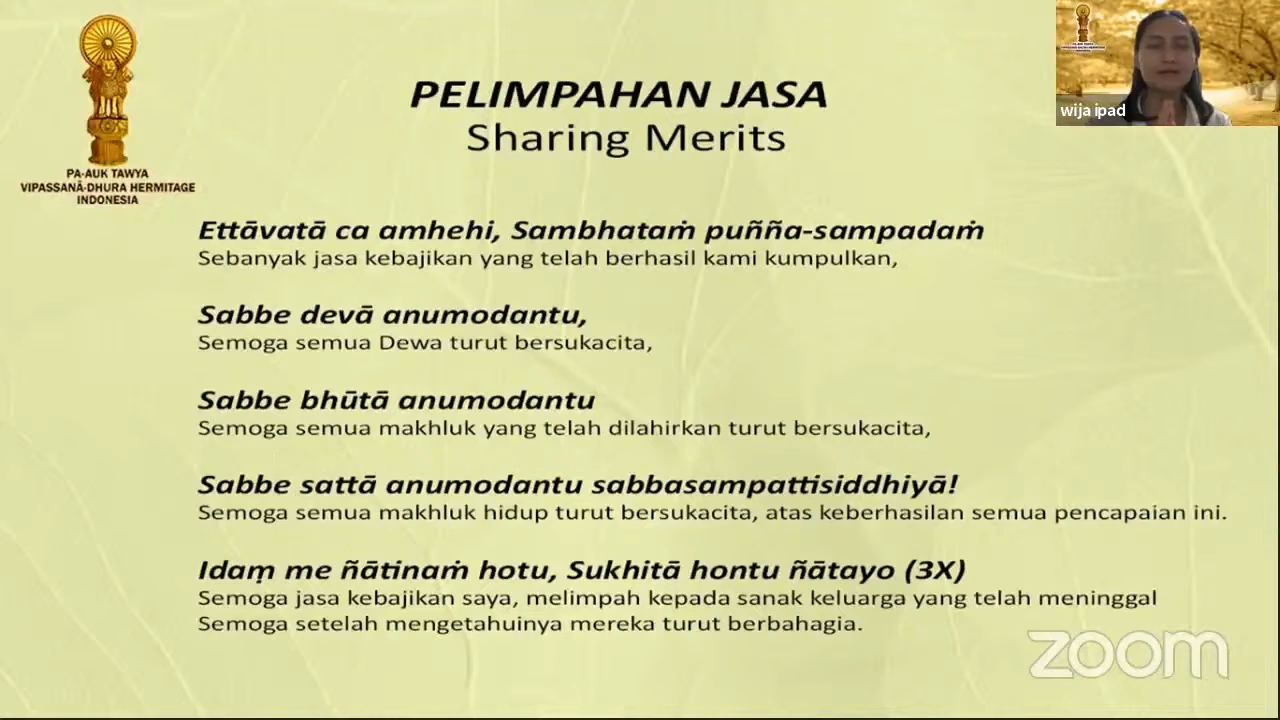 PELIMPAHAN JASA
Sharing Merits
PA-AUK TAWYA
VIPASSANĀ-DHURA HERMITAGE
INDONESIA
wija ipad
Ettāvatā ca amhehi, Sambhataṁ puñña-sampadaṁ
Sebanyak jasa kebajikan yang telah berhasil kami kumpulkan,
Sabbe devā anumodantu,
Semoga semua Dewa turut bersukacita,
Sabbe bhūtā anumodantu
Semoga semua makhluk yang telah dilahirkan turut bersukacita,
Sabbe sattā anumodantu sabbasampattisiddhiyā!
Semoga semua makhluk hidup turut bersukacita, atas keberhasilan semua pencapaian ini.
Idaṃ me ñātinaṁ hotu, Sukhitā hontu ñātayo (3X)
Semoga jasa kebajikan saya, melimpah kepada sanak keluarga yang telah meninggal
Semoga setelah mengetahuinya mereka turut berbahagia.
zoom